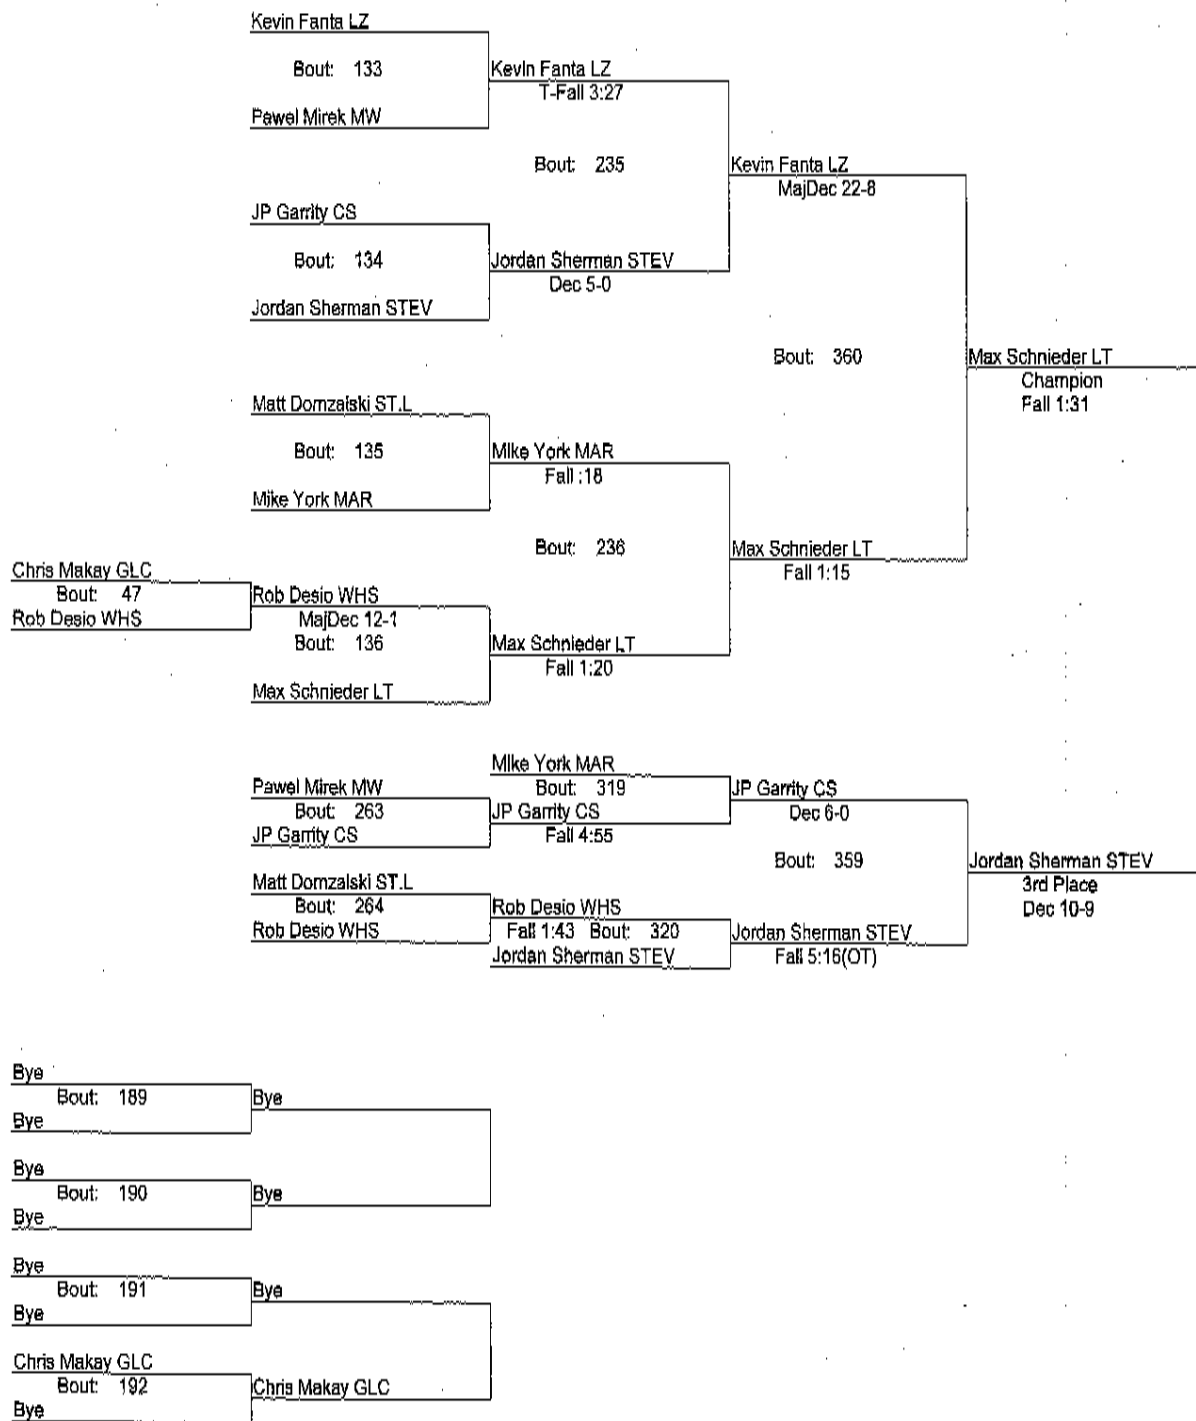 Kevin Fanta LZ
Bout: 133
Kevin Fanta LZ
T-Fall 3:27
Pawel Mirek MW
Bout: 235
Kevin Fanta LZ
MajDec 22-8
JP Garrity CS
Bout: 134
Jordan Sherman STEV
Dec 5-0
Jordan Sherman STEV
Bout: 360
Max Schnieder LT
Champion
Fall 1:31
Matt Domzalski ST.L
Bout: 135
Mike York MAR
Fall :18
Mike York MAR
Bout: 236
Max Schnieder LT
Fall 1:15
Chris Makay GLC
Bout: 47
Rob Desio WHS
Rob Desio WHS
MajDec 12-1
Bout: 136
Max Schnieder LT
Fall 1:20
Max Schnieder LT
Mike York MAR
Pawel Mirek MW
Bout: 319
JP Garrity CS
Dec 6-0
Bout: 263
JP Garrity CS
Fall 4:55
JP Garrity CS
Bout: 359
Jordan Sherman STEV
3rd Place
Dec 10-9
Matt Domzalski ST.L
Bout: 264
Rob Desio WHS
Rob Desio WHS
Fall 1:43 Bout: 320
Jordan Sherman STEV
Fall 5:16(OT)
Jordan Sherman STEV
Bye
Bout: 189
Bye
Bye
Bye
Bout: 190
Bye
Bye
Bye
Bout: 191
Bye
Bye
Chris Makay GLC
Bout: 192
Chris Makay GLC
Bye